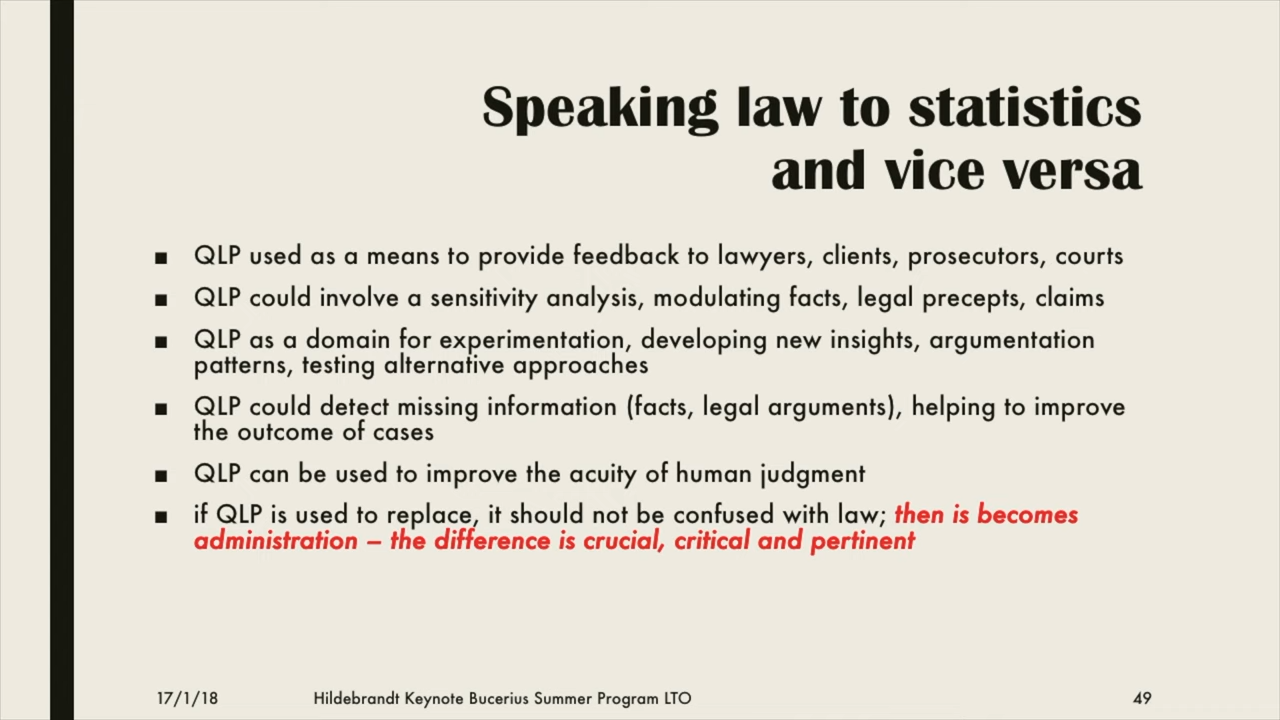 Speaking law to statistics
and vice versa
■ QLP used as a means to provide feedback to lawyers, clients, prosecutors, courts
■ QLP could involve a sensitivity analysis, modulating facts, legal precepts, claims
■ QLP as a domain for experimentation, developing new insights, argumentation
patterns, testing alternative approaches
■ QLP could detect missing information (facts, legal arguments), helping to improve
the outcome of cases
■ QLP can be used to improve the acuity of human judgment
■ if QLP is used to replace, it should not be confused with law; then is becomes
administration – the difference is crucial, critical and pertinent
17/1/18 Hildebrandt Keynote Bucerius Summer Program LTO 49